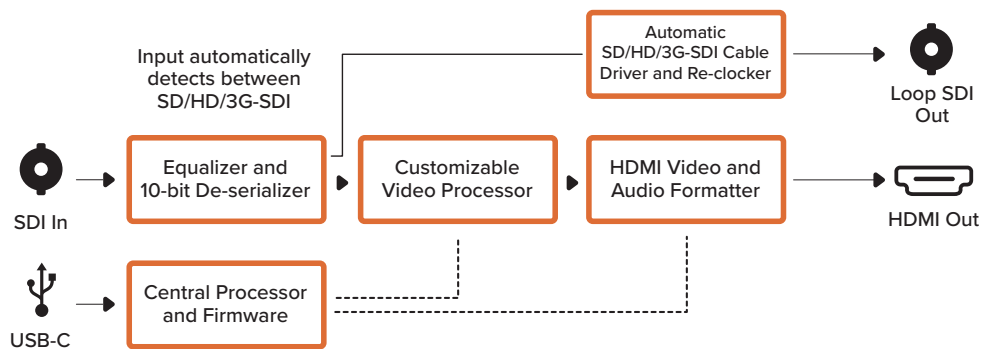 Input automatically
detects between
SD/HD/3G-SDI
Automatic
SD/HD/3G-SDI Cable
Driver and Re-clocker
Loop SDI
Out
SDI In
Equalizer and
10-bit De-serializer
Customizable
Video Processor
HDMI Video and
Audio Formatter
HDMI Out
USB-C
Central Processor
and Firmware